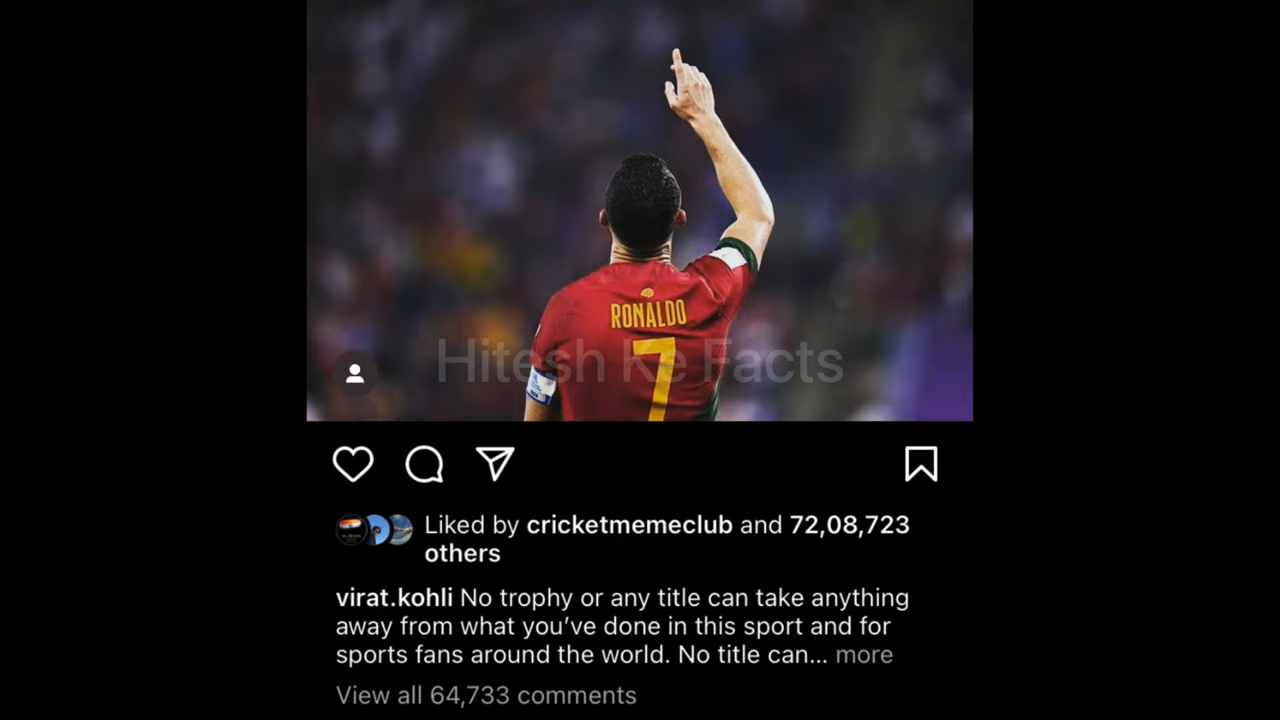 RONALDO
7
Hitesh Ke Facts
Liked by cricketmemeclub and 72,08,723
others
virat.kohli No trophy or any title can take anything
away from what you’ve done in this sport and for
sports fans around the world. No title can... more
View all 64,733 comments